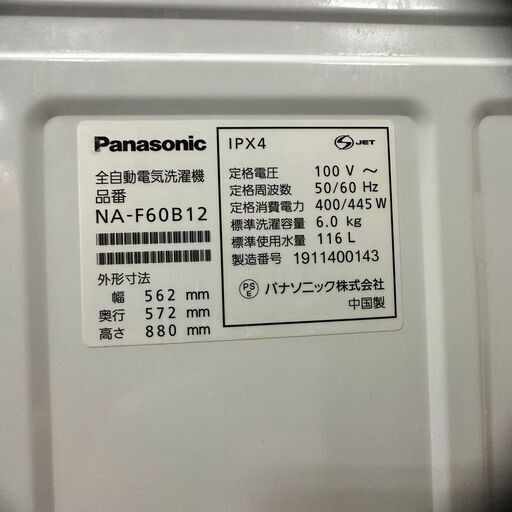 Panasonic
全自動電気洗濯機
品番
NA-F60B12
外形寸法
幅 562 mm
奥行 572 mm
高さ 880 mm
IPX4
S JET
定格電圧 100 V ～
定格周波数 50/60 Hz
定格消費電力 400/445 W
標準洗濯容量 6.0 kg
標準使用水量 116 L
製造番号 1911400143
PSE パナソニック株式会社
中国製